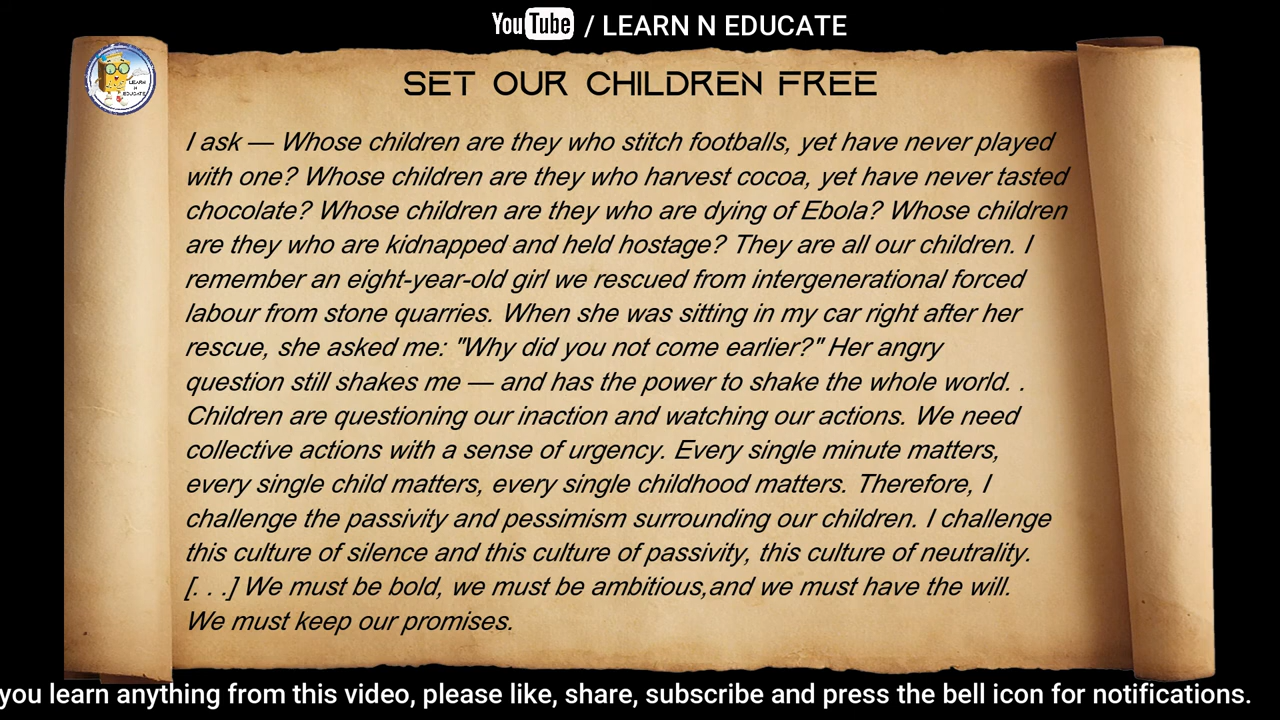 YouTube / LEARN N EDUCATE
LEARN
N
EDUCATE
SET OUR CHILDREN FREE
I ask — Whose children are they who stitch footballs, yet have never played
with one? Whose children are they who harvest cocoa, yet have never tasted
chocolate? Whose children are they who are dying of Ebola? Whose children
are they who are kidnapped and held hostage? They are all our children. I
remember an eight-year-old girl we rescued from intergenerational forced
labour from stone quarries. When she was sitting in my car right after her
rescue, she asked me: "Why did you not come earlier?" Her angry
question still shakes me — and has the power to shake the whole world. .
Children are questioning our inaction and watching our actions. We need
collective actions with a sense of urgency. Every single minute matters,
every single child matters, every single childhood matters. Therefore, I
challenge the passivity and pessimism surrounding our children. I challenge
this culture of silence and this culture of passivity, this culture of neutrality.
[. . .] We must be bold, we must be ambitious,and we must have the will.
We must keep our promises.
you learn anything from this video, please like, share, subscribe and press the bell icon for notifications.